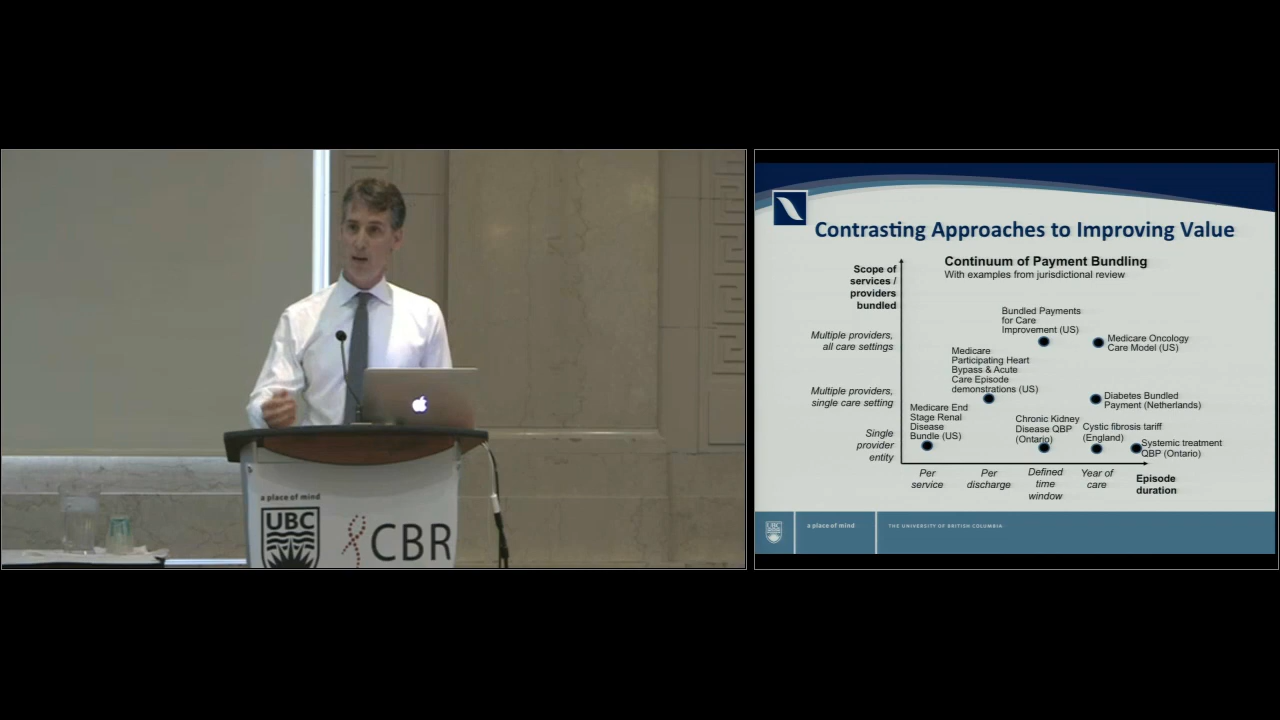 a place of mind
UBC
CBR
Contrasting Approaches to Improving Value
Continuum of Payment Bundling
With examples from jurisdictional review
Scope of
services /
providers
bundled
Multiple providers,
all care settings
Multiple providers,
single care setting
Single
provider
entity
Bundled Payments
for Care
Improvement (US)
Medicare Oncology
Care Model (US)
Medicare
Participating Heart
Bypass & Acute
Care Episode
demonstrations (US)
Diabetes Bundled
Payment (Netherlands)
Medicare End
Stage Renal
Disease
Bundle (US)
Chronic Kidney
Disease QBP
(Ontario)
Cystic fibrosis tariff
(England)
Systemic treatment
QBP (Ontario)
Per
service
Per
discharge
Defined
time
window
Year of
care
Episode
duration
UBC
a place of mind
THE UNIVERSITY OF BRITISH COLUMBIA